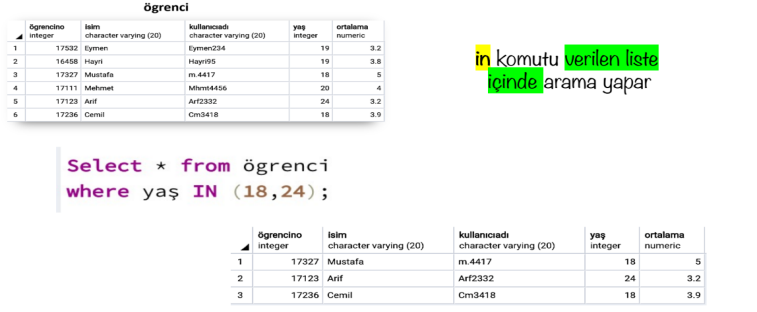 ögrenci
ögrencino isim kullanıcıadı yaş ortalama
integer character varying (20) character varying (20) integer numeric
1 17532 Eymen Eymen234 19 3.2
2 16458 Hayri Hayri95 19 3.8
3 17327 Mustafa m.4417 18 5
4 17111 Mehmet Mhmt4456 20 4
5 17123 Arif Arf2332 24 3.2
6 17236 Cemil Cm3418 18 3.9
in komutu verilen liste
içinde arama yapar
Select * from ögrenci
where yaş IN (18,24);
ögrencino isim kullanıcıadı yaş ortalama
integer character varying (20) character varying (20) integer numeric
1 17327 Mustafa m.4417 18 5
2 17123 Arif Arf2332 24 3.2
3 17236 Cemil Cm3418 18 3.9